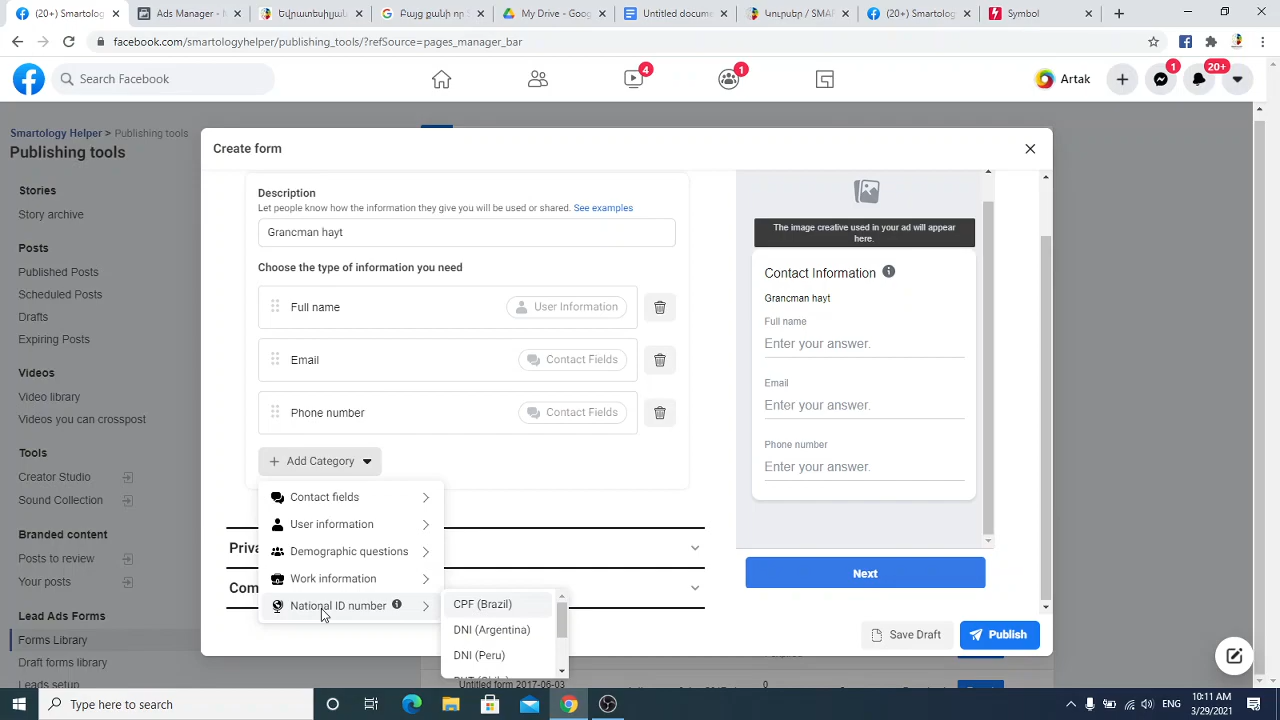 (20+) Smartolog
Ads Manager -
(20+) Smartolog
Symbol
My Drive - Goog
Untitled docume
facebook.com/smartologyhelper/publishing_tools/?refSource=pages_manager_bar
Search Facebook
4
1
Artak
1
20+
Smartology Helper > Publishing tools
Publishing tools
Stories
Story archive
Posts
Published Posts
Scheduled Posts
Drafts
Expiring Posts
Videos
Video library
Videos you can crosspost
Tools
Creator Studio
Sound Collection
Branded content
Posts to review
Your posts
Lead Ads Forms
Forms Library
Draft forms library
Leads setup
Create form
Description
Let people know how the information they give you will be used or shared. See examples
Grancman hayt
Choose the type of information you need
Full name
User Information
Email
Contact Fields
Phone number
Contact Fields
Add Category
Contact fields
User information
Demographic questions
Work information
National ID number
CPF (Brazil)
DNI (Argentina)
DNI (Peru)
Priva
Com
The image creative used in your ad will appear
here.
Contact Information
Grancman hayt
Full name
Enter your answer.
Email
Enter your answer.
Phone number
Enter your answer.
Next
Save Draft
Publish
Untitled form 2017-06-03
0
Type here to search
ENG
10:11 AM
3/29/2021